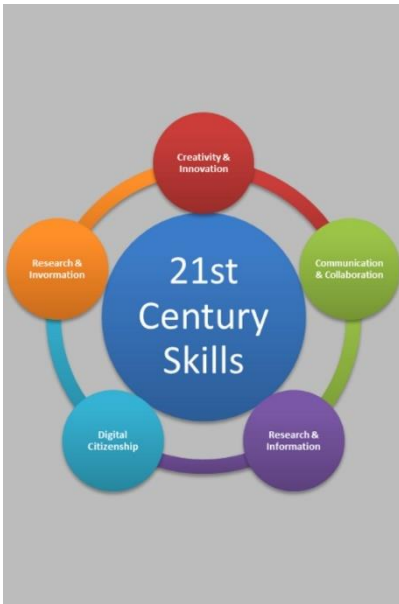 Creativity &
Innovation
Communication
& Collaboration
Research &
Information
Digital
Citizenship
Research &
Invormation
21st
Century
Skills